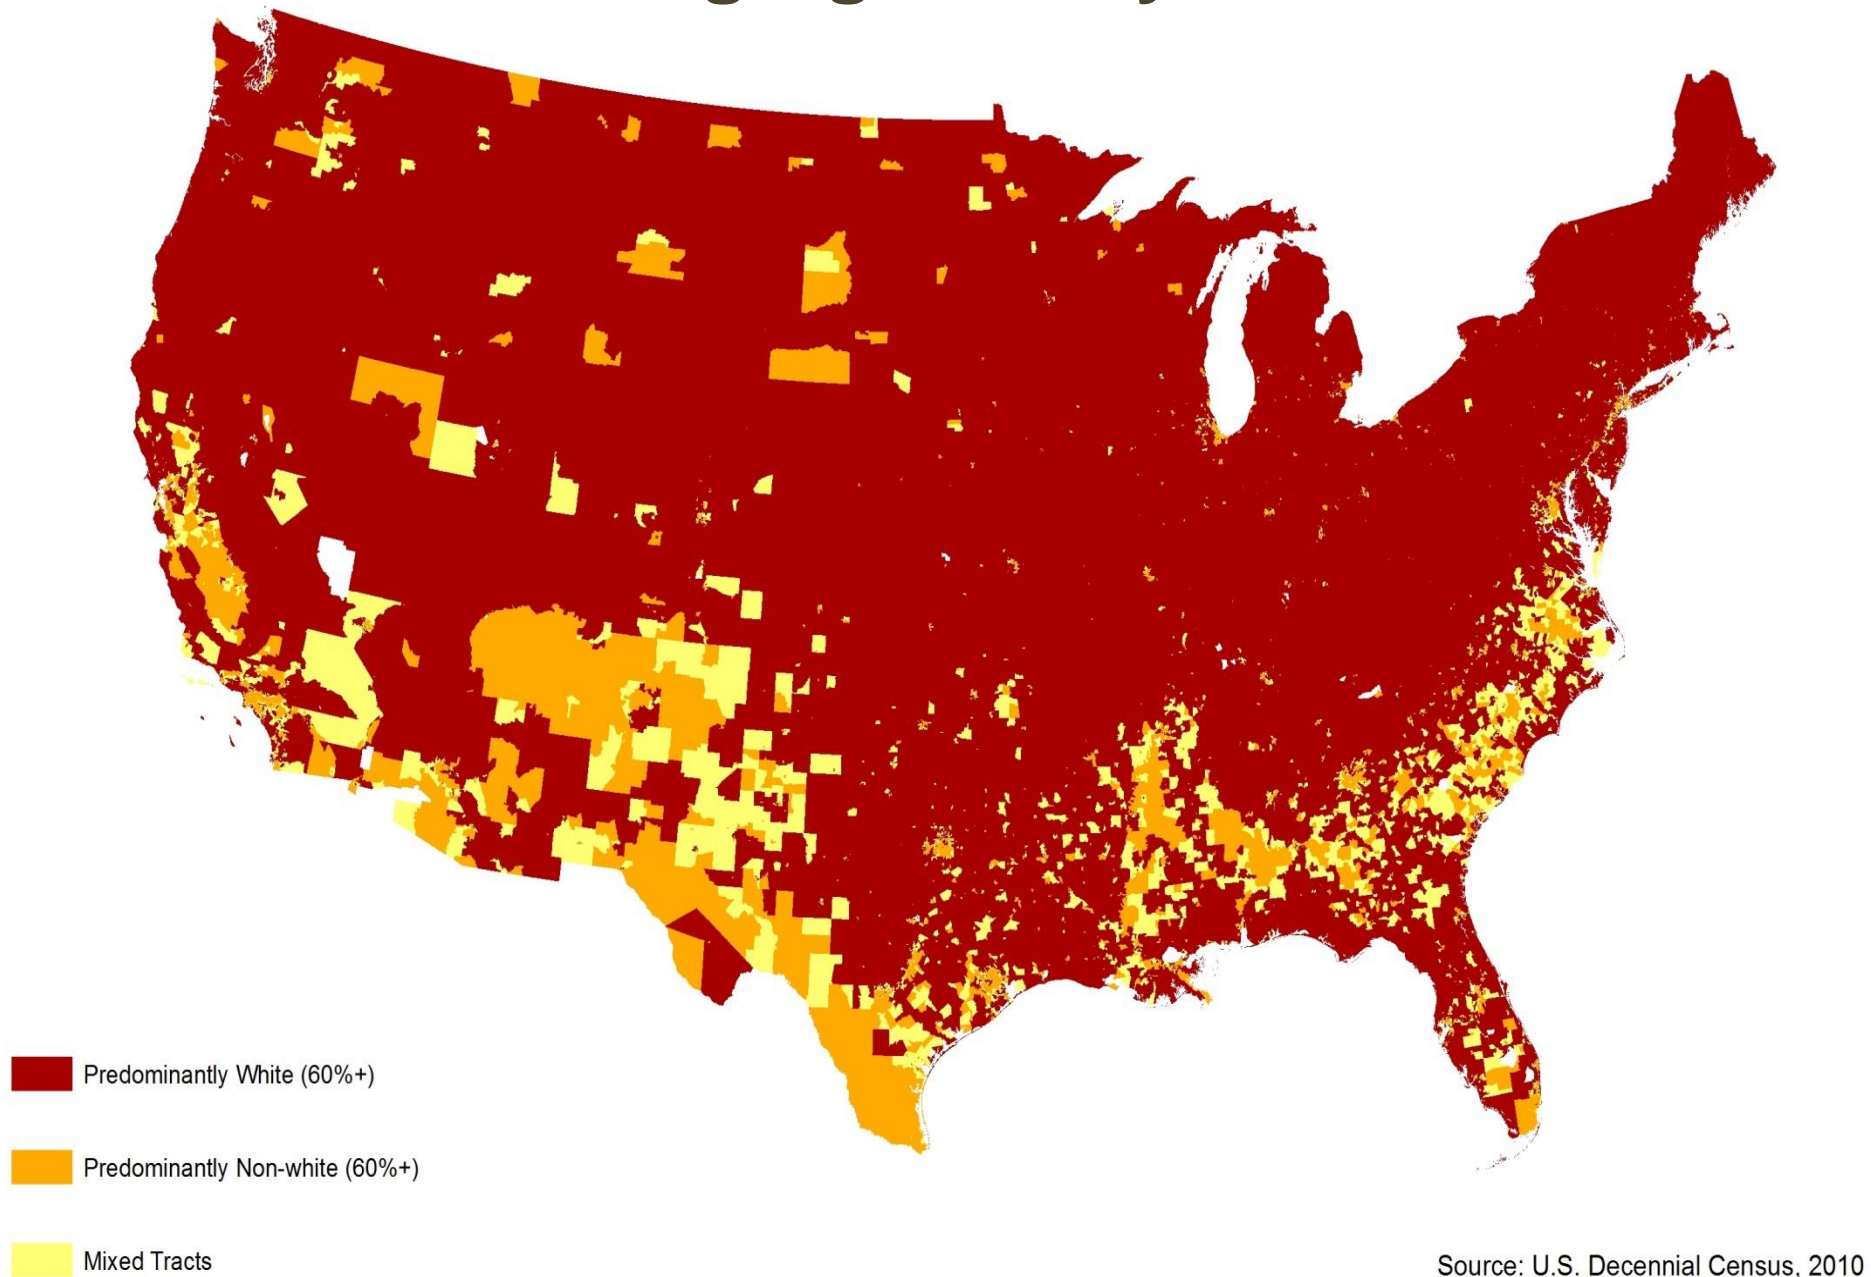 Predominantly White (60%+)
Predominantly Non-white (60%+)
Mixed Tracts
Source: U.S. Decennial Census, 2010